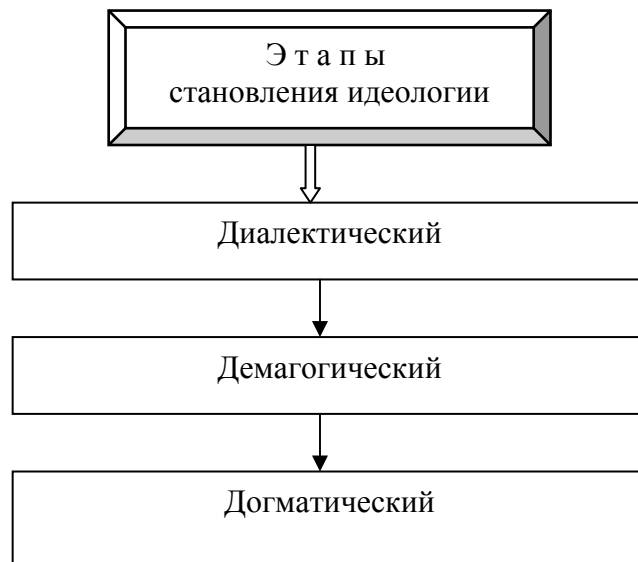 Э т а п ы
становления идеологии
Диалектический
Демагогический
Догматический